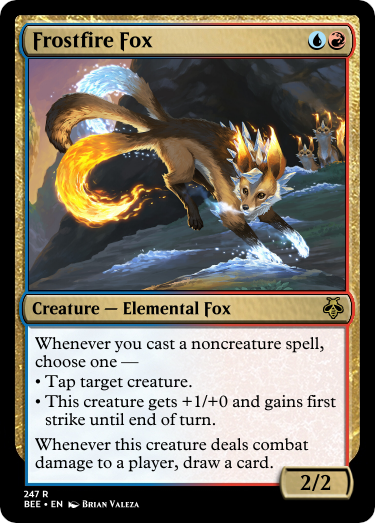 Frostfire Fox
Creature — Elemental Fox
Whenever you cast a noncreature spell,
choose one —
• Tap target creature.
• This creature gets +1/+0 and gains first
strike until end of turn.
Whenever this creature deals combat
damage to a player, draw a card.
2/2
247 R
BEE • EN Brian Valeza